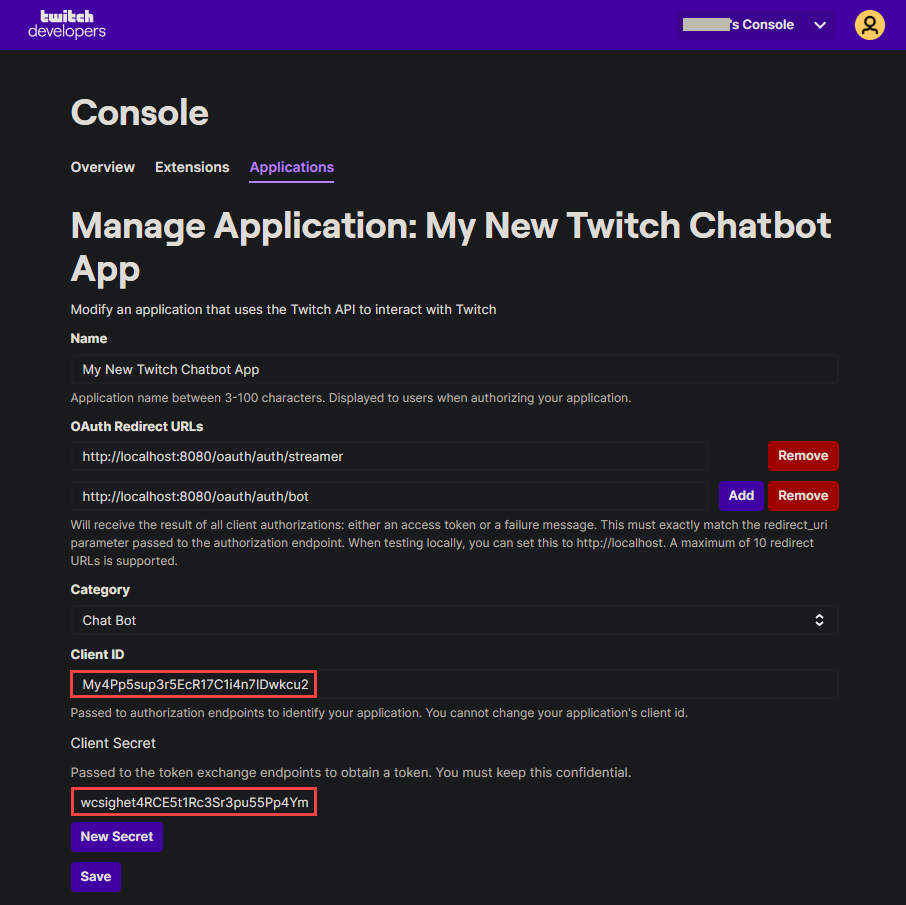 twitch
developers
's Console
Console
Overview Extensions Applications
Manage Application: My New Twitch Chatbot
App
Modify an application that uses the Twitch API to interact with Twitch
Name
My New Twitch Chatbot App
Application name between 3-100 characters. Displayed to users when authorizing your application.
OAuth Redirect URLs
http://localhost:8080/oauth/auth/streamer
Remove
http://localhost:8080/oauth/auth/bot
Add Remove
Will receive the result of all client authorizations: either an access token or a failure message. This must exactly match the redirect_uri
parameter passed to the authorization endpoint. When testing locally, you can set this to http://localhost. A maximum of 10 redirect
URLs is supported.
Category
Chat Bot
Client ID
My4Pp5sup3r5EcR17C1i4n7IDwkcu2
Passed to authorization endpoints to identify your application. You cannot change your application's client id.
Client Secret
Passed to the token exchange endpoints to obtain a token. You must keep this confidential.
wcsighet4RCE5t1Rc3Sr3pu55Pp4Ym
New Secret
Save